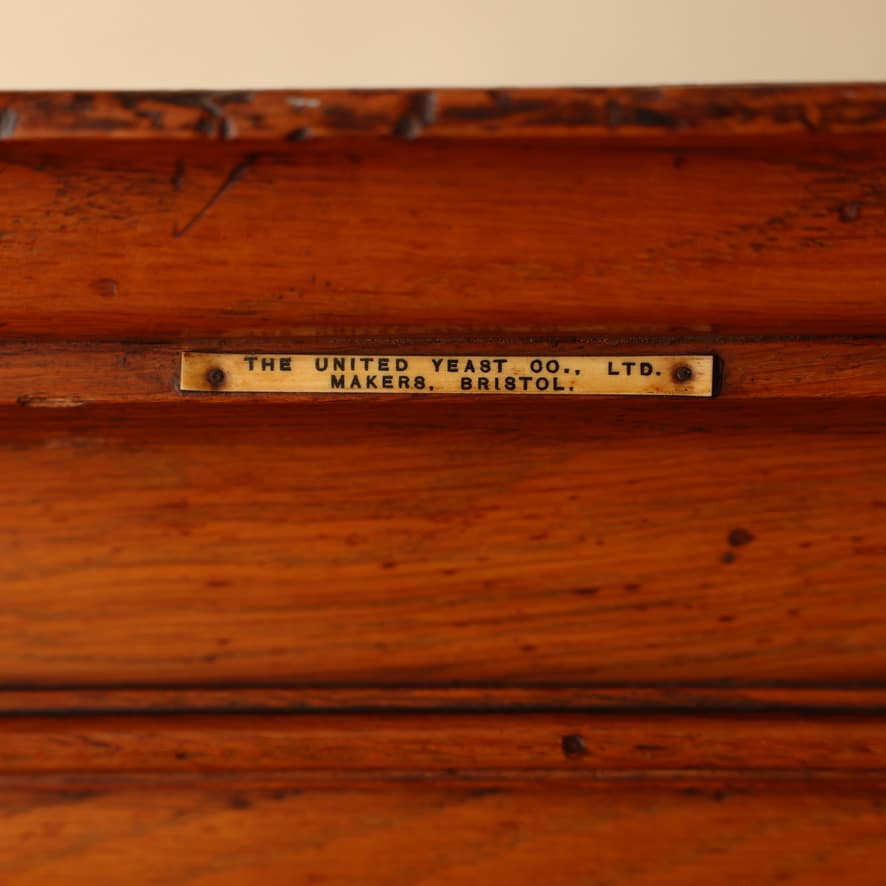 THE UNITED YEAST CO., LTD.
MAKERS, BRISTOL.